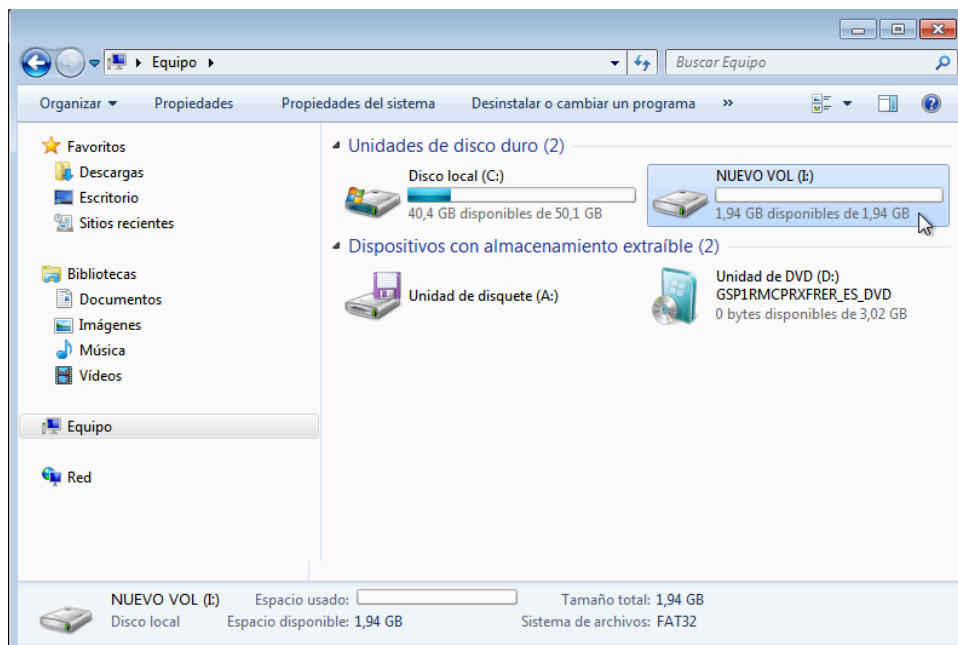 Equipo
Buscar Equipo
Organizar
Propiedades
Propiedades del sistema
Desinstalar o cambiar un programa
»
Favoritos
Descargas
Escritorio
Sitios recientes
Bibliotecas
Documentos
Imágenes
Música
Vídeos
Equipo
Red
Unidades de disco duro (2)
Disco local (C:)
40,4 GB disponibles de 50,1 GB
NUEVO VOL (I:)
1,94 GB disponibles de 1,94 GB
Dispositivos con almacenamiento extraíble (2)
Unidad de disquete (A:)
Unidad de DVD (D:)
GSP1RMCPRXFRER_ES_DVD
0 bytes disponibles de 3,02 GB
NUEVO VOL (I:) Espacio usado: Tamaño total: 1,94 GB
Disco local Espacio disponible: 1,94 GB Sistema de archivos: FAT32